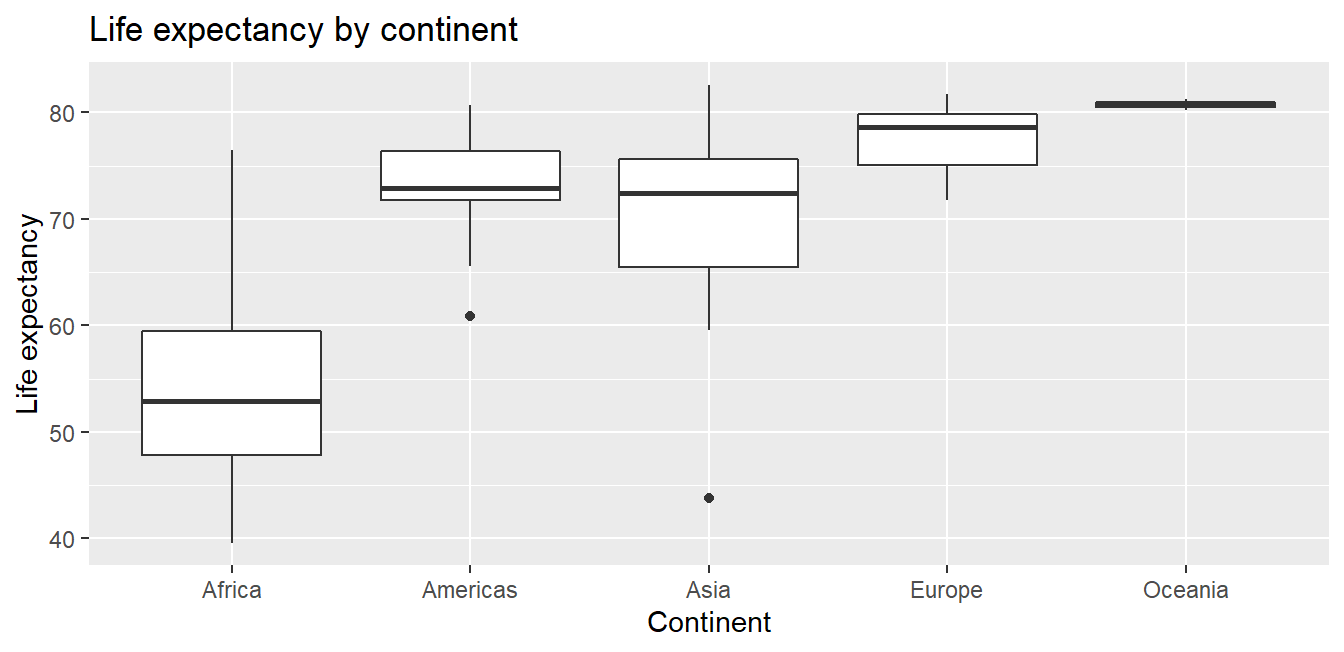 Life expectancy by continent
Life expectancy
80
70
60
50
40
Africa Americas Asia Europe Oceania
Continent